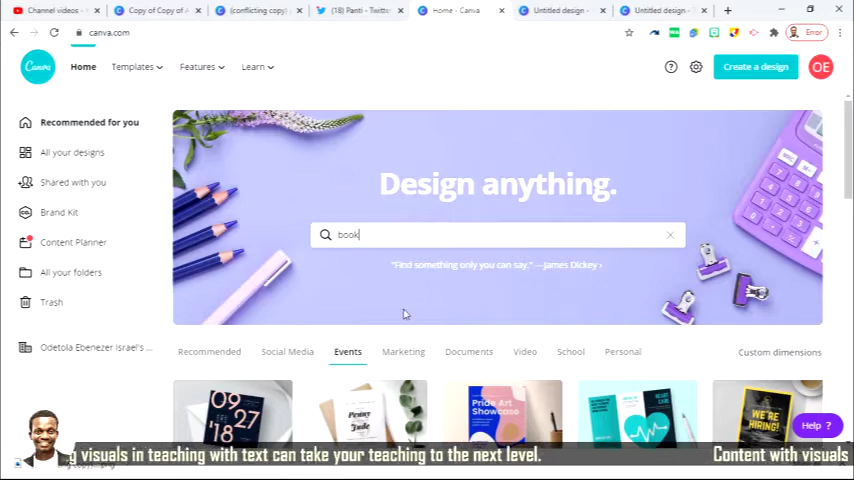 Channel videos - Y
Copy of Copy of A
(conflicting copy) r
(18) Panti - Twitte
Home - Canva
Untitled design -
Untitled design -
canva.com
Error
Canva
Home
Templates
Features
Learn
?
Create a design
OE
Recommended for you
All your designs
Shared with you
Brand Kit
Content Planner
All your folders
Trash
Odetola Ebenezer Israel's ...
Design anything.
book
"Find something only you can say." —James Dickey ›
Recommended
Social Media
Events
Marketing
Documents
Video
School
Personal
Custom dimensions
09
27
'18
Penny
Jude
Pride Art
Showcase
HEART
CARE
WE'RE
HIRING!
Help ?
g visuals in teaching with text can take your teaching to the next level.
Content with visuals